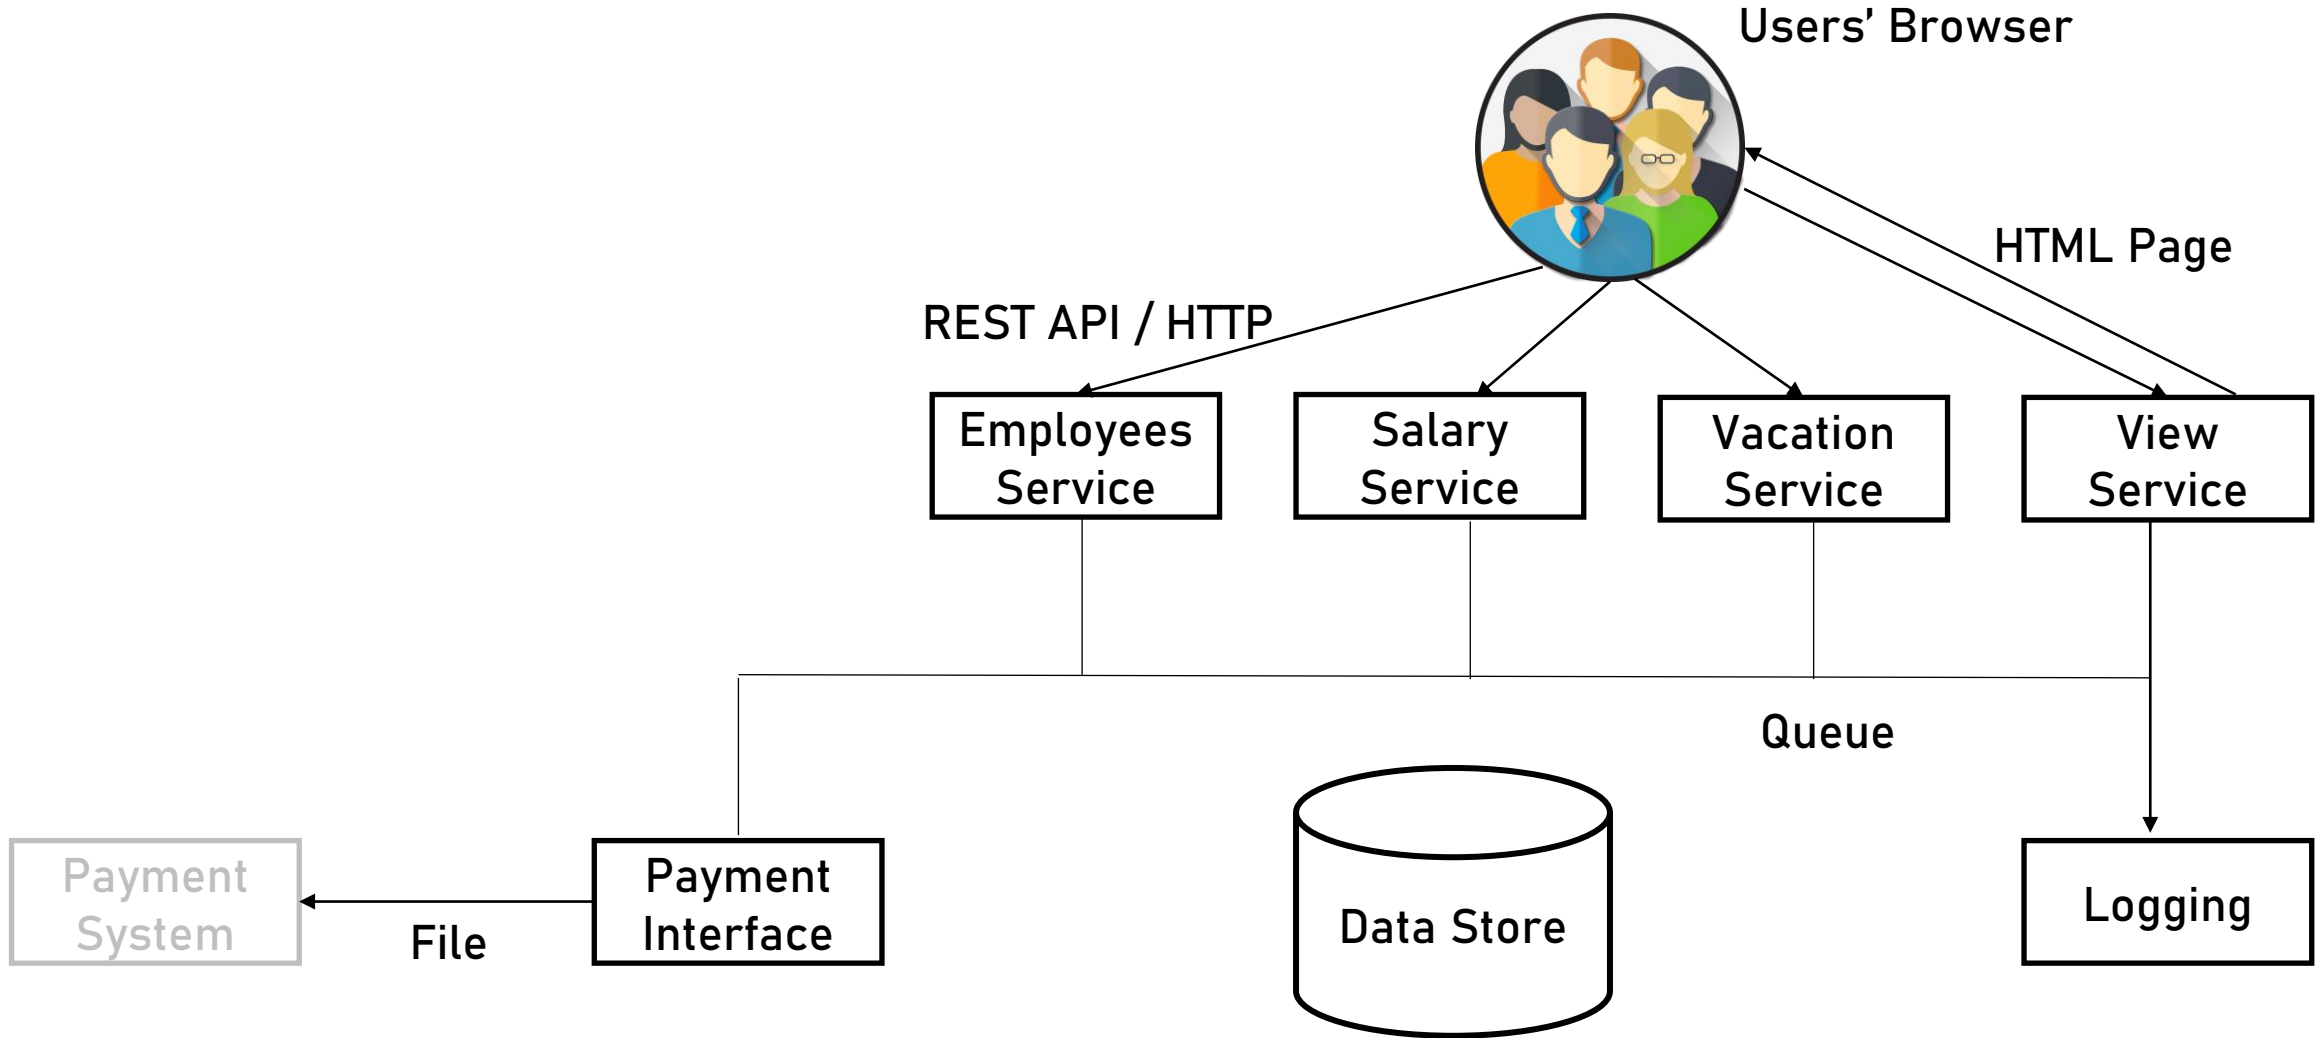 Users’ Browser
HTML Page
REST API / HTTP
Employees
Service
Salary
Service
Vacation
Service
View
Service
Queue
Payment
System
File
Payment
Interface
Data Store
Logging